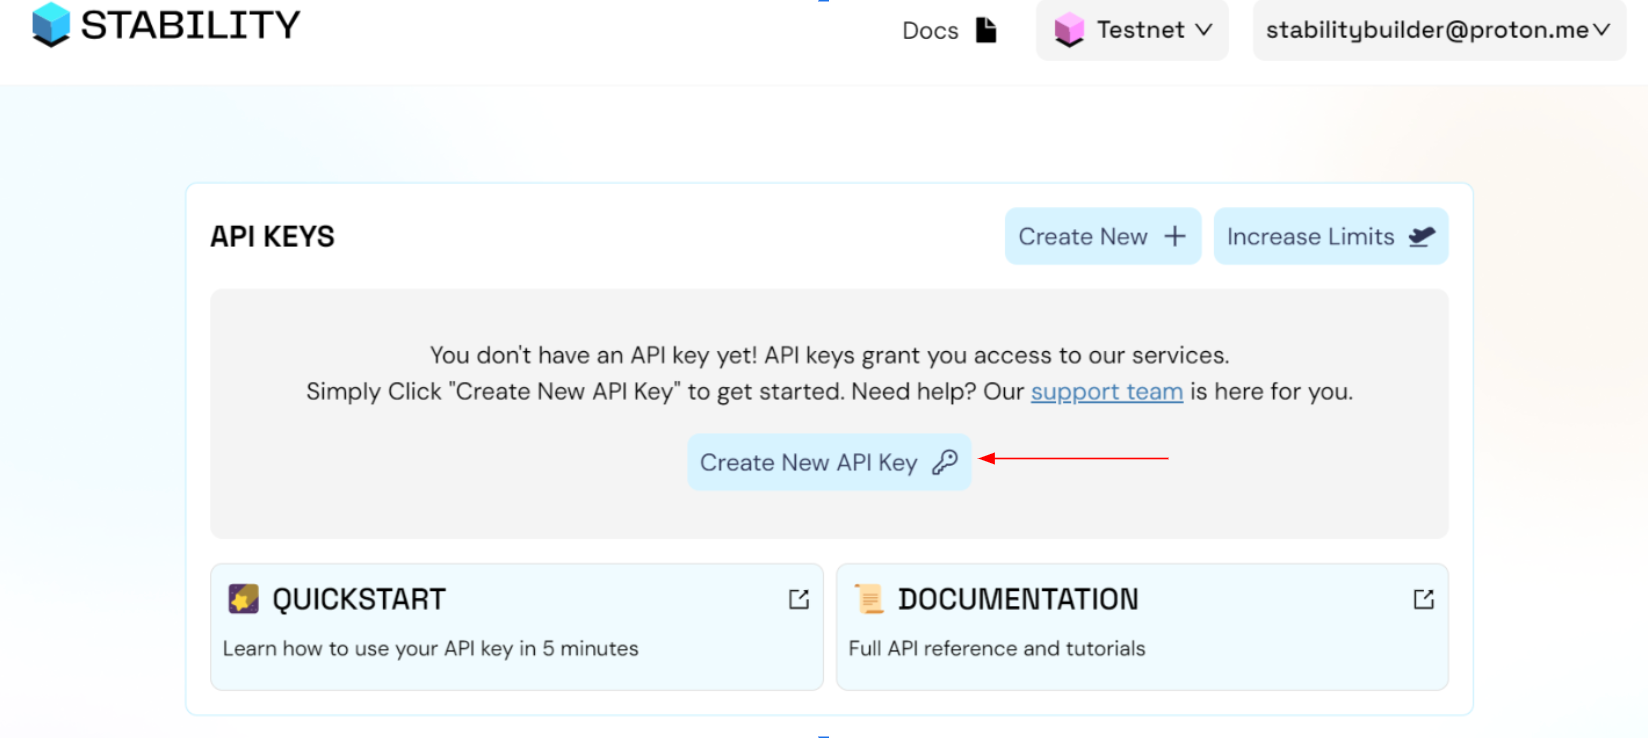 STABILITY
Docs
Testnet
stabilitybuilder@proton.me
API KEYS
Create New
Increase Limits
You don't have an API key yet! API keys grant you access to our services.
Simply Click "Create New API Key" to get started. Need help? Our support team is here for you.
Create New API Key
QUICKSTART
Learn how to use your API key in 5 minutes
DOCUMENTATION
Full API reference and tutorials